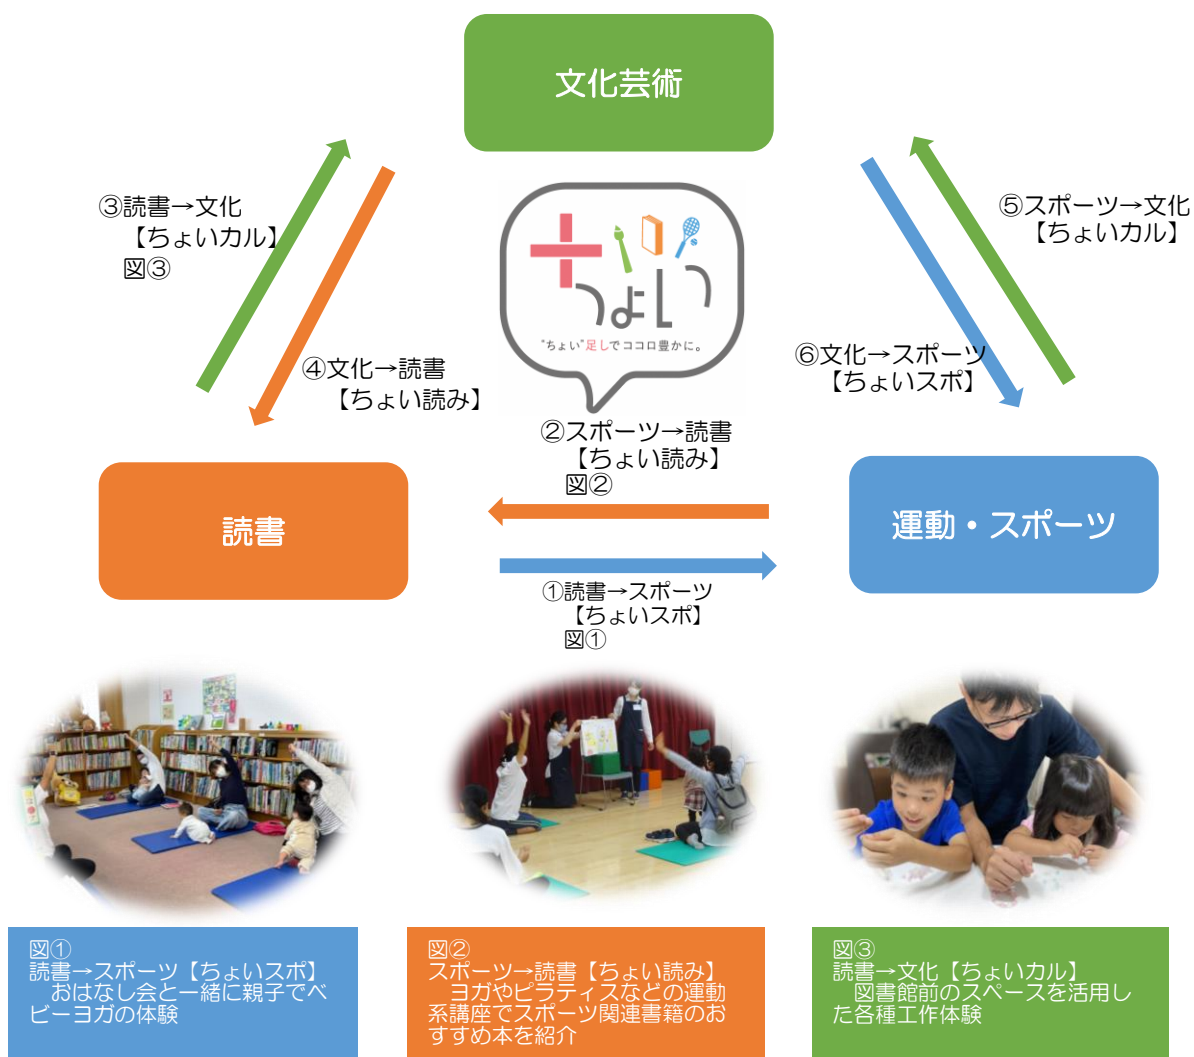 文化芸術
③読書→文化
【ちょいカル】
図③
④文化→読書
【ちょい読み】
＋ちょい
"ちょい"足しでココロ豊かに。
⑤スポーツ→文化
【ちょいカル】
⑥文化→スポーツ
【ちょいスポ】
②スポーツ→読書
【ちょい読み】
図②
読書
運動・スポーツ
①読書→スポーツ
【ちょいスポ】
図①
図①
読書→スポーツ【ちょいスポ】
おはなし会と一緒に親子でベ
ビーヨガの体験
図②
スポーツ→読書【ちょい読み】
ヨガやピラティスなどの運動
系講座でスポーツ関連書籍のお
すすめ本を紹介
図③
読書→文化【ちょいカル】
図書館前のスペースを活用し
た各種工作体験